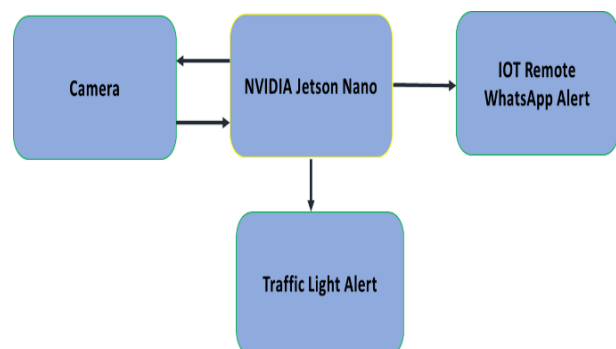 Camera
NVIDIA Jetson Nano
IOT Remote
WhatsApp Alert
Traffic Light Alert